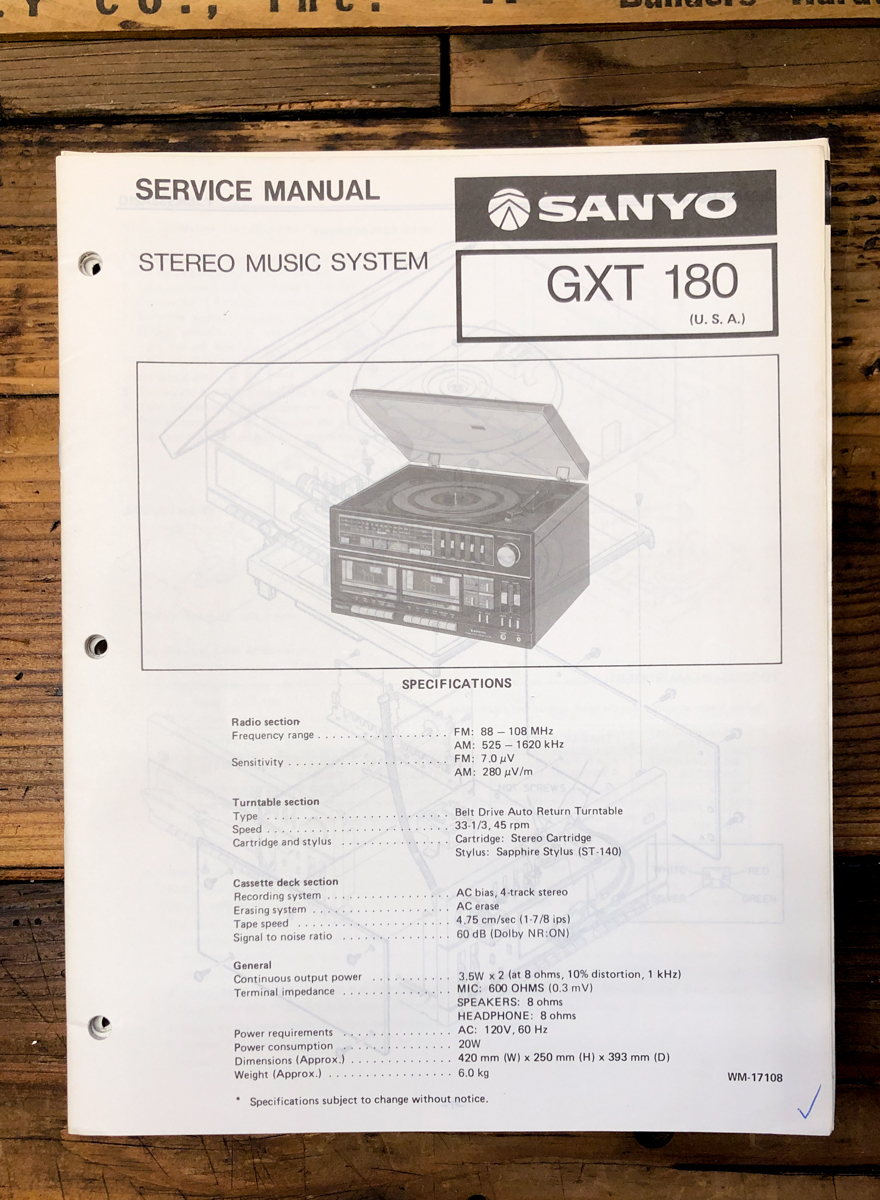 Y CO., Inc.
Builders Hardw
SERVICE MANUAL
SANYO
STEREO MUSIC SYSTEM
GXT 180
(U. S. A.)
SPECIFICATIONS
Radio section
Frequency range . . . . . . . . . . . . . . . . . . . . . FM: 88 – 108 MHz
AM: 525 – 1620 kHz
Sensitivity . . . . . . . . . . . . . . . . . . . . . . . . . . FM: 7.0 μV
AM: 280 μV/m
Turntable section
Type . . . . . . . . . . . . . . . . . . . . . . . . . . Belt Drive Auto Return Turntable
Speed . . . . . . . . . . . . . . . . . . . . . . . . . . 33-1/3, 45 rpm
Cartridge and stylus . . . . . . . . . . . . . . . Cartridge: Stereo Cartridge
Stylus: Sapphire Stylus (ST-140)
Cassette deck section
Recording system . . . . . . . . . . . . . . . . . AC bias, 4-track stereo
Erasing system . . . . . . . . . . . . . . . . . . . AC erase
Tape speed . . . . . . . . . . . . . . . . . . . . . . 4.75 cm/sec (1-7/8 ips)
Signal to noise ratio . . . . . . . . . . . . . . . 60 dB (Dolby NR:ON)
General
Continuous output power . . . . . . . . . . . 3.5W x 2 (at 8 ohms, 10% distortion, 1 kHz)
Terminal impedance . . . . . . . . . . . . . . . MIC: 600 OHMS (0.3 mV)
SPEAKERS: 8 ohms
HEADPHONE: 8 ohms
Power requirements . . . . . . . . . . . . . . . AC: 120V, 60 Hz
Power consumption . . . . . . . . . . . . . . . . 20W
Dimensions (Approx.) . . . . . . . . . . . . . . 420 mm (W) x 250 mm (H) x 393 mm (D)
Weight (Approx.) . . . . . . . . . . . . . . . . . 6.0 kg
WM-17108
* Specifications subject to change without notice.